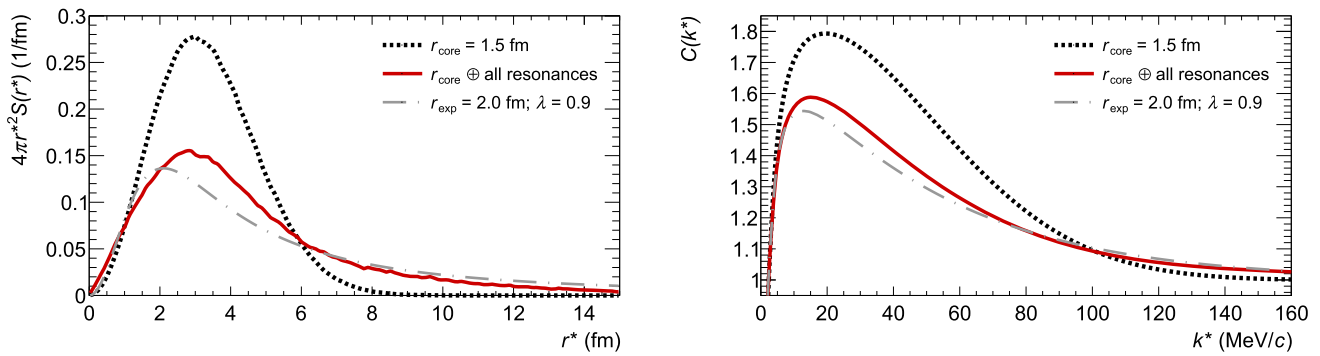 4πr*²S(r*) (1/fm)
0.3
0.25
0.2
0.15
0.1
0.05
0
r_core = 1.5 fm
r_core ⊕ all resonances
r_exp = 2.0 fm; λ = 0.9
0 2 4 6 8 10 12 14
r* (fm)
C(k*)
1.8
1.7
1.6
1.5
1.4
1.3
1.2
1.1
1
r_core = 1.5 fm
r_core ⊕ all resonances
r_exp = 2.0 fm; λ = 0.9
0 20 40 60 80 100 120 140 160
k* (MeV/c)